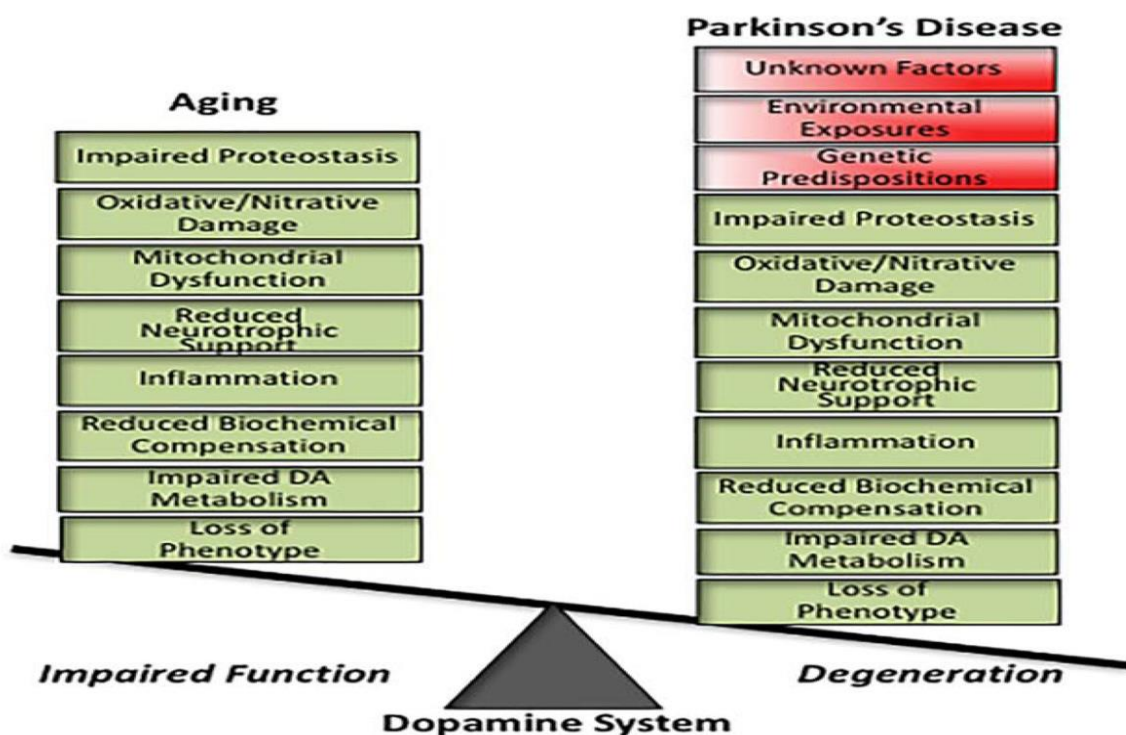 Parkinson's Disease
Unknown Factors
Environmental
Exposures
Genetic
Predispositions
Impaired Proteostasis
Oxidative/Nitrative
Damage
Mitochondrial
Dysfunction
Reduced
Neurotrophic
Support
Inflammation
Reduced Biochemical
Compensation
Impaired DA
Metabolism
Loss of
Phenotype
Aging
Impaired Proteostasis
Oxidative/Nitrative
Damage
Mitochondrial
Dysfunction
Reduced
Neurotrophic
Support
Inflammation
Reduced Biochemical
Compensation
Impaired DA
Metabolism
Loss of
Phenotype
Impaired Function
Degeneration
Dopamine System